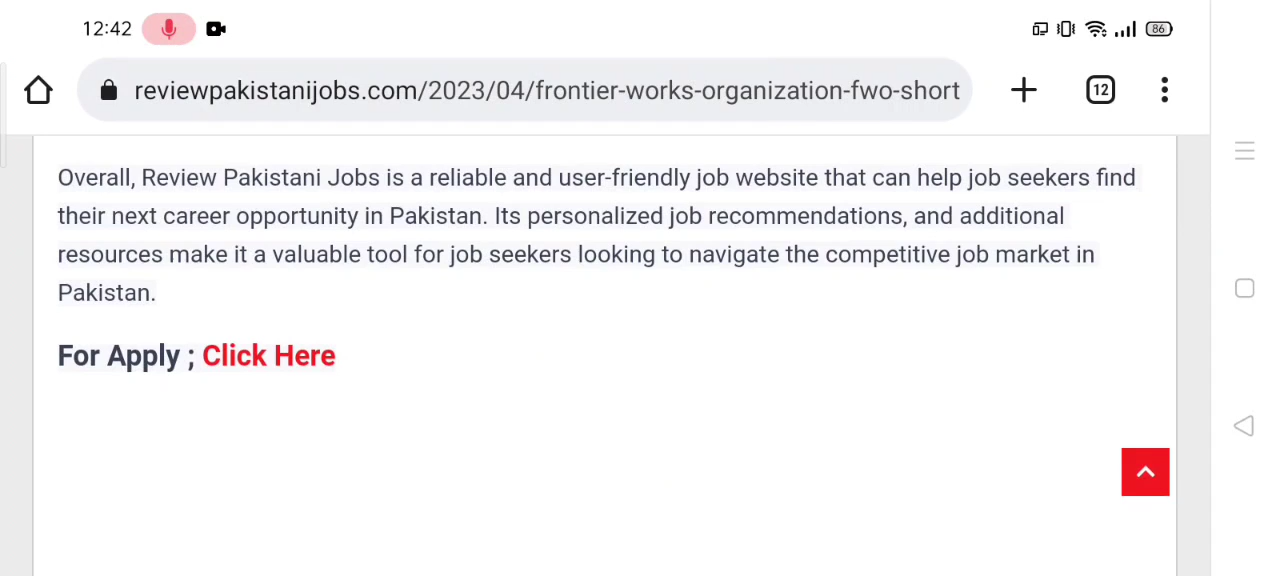 12:42
86
reviewpakistanijobs.com/2023/04/frontier-works-organization-fwo-short
12
Overall, Review Pakistani Jobs is a reliable and user-friendly job website that can help job seekers find
their next career opportunity in Pakistan. Its personalized job recommendations, and additional
resources make it a valuable tool for job seekers looking to navigate the competitive job market in
Pakistan.
For Apply ; Click Here